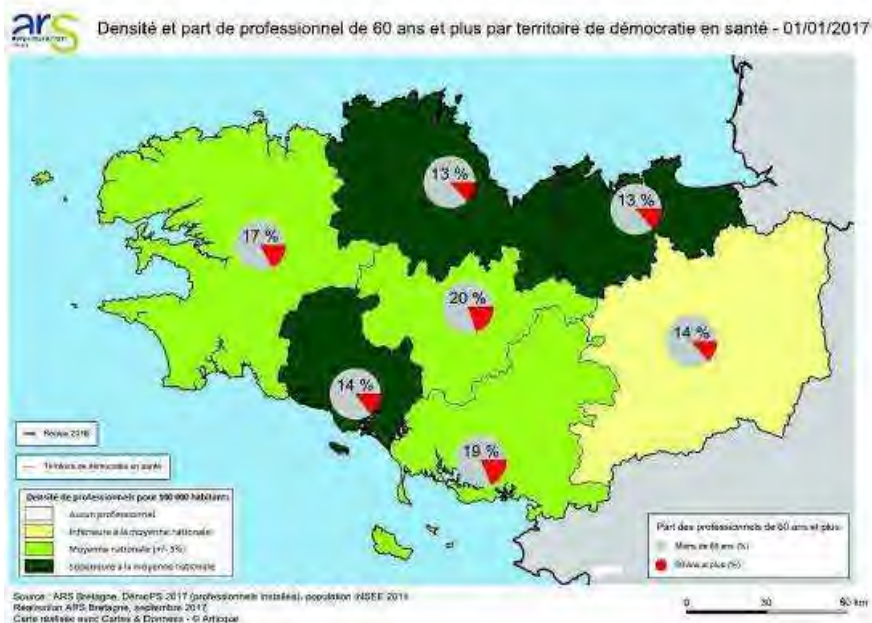 ars
Densité et part de professionnel de 60 ans et plus par territoire de démocratie en santé - 01/01/2017
13 %
13 %
17 %
20 %
14 %
14 %
19 %
Territoire de démocratie en santé
Densité de professionnels pour 100 000 habitants
Aucun professionnel
Inférieure à la moyenne nationale
Moyenne nationale (+/- 5%)
Supérieure à la moyenne nationale
Part des professionnels de 60 ans et plus
Moins de 60 ans (%)
60 ans et plus (%)
Source : ARS Bretagne, DémoPS 2017 (professionnels installés), population INSEE
Réalisation ARS Bretagne, septembre 2017
Carte réalisée avec Cartes & Données - © Articque
0 30 60 km